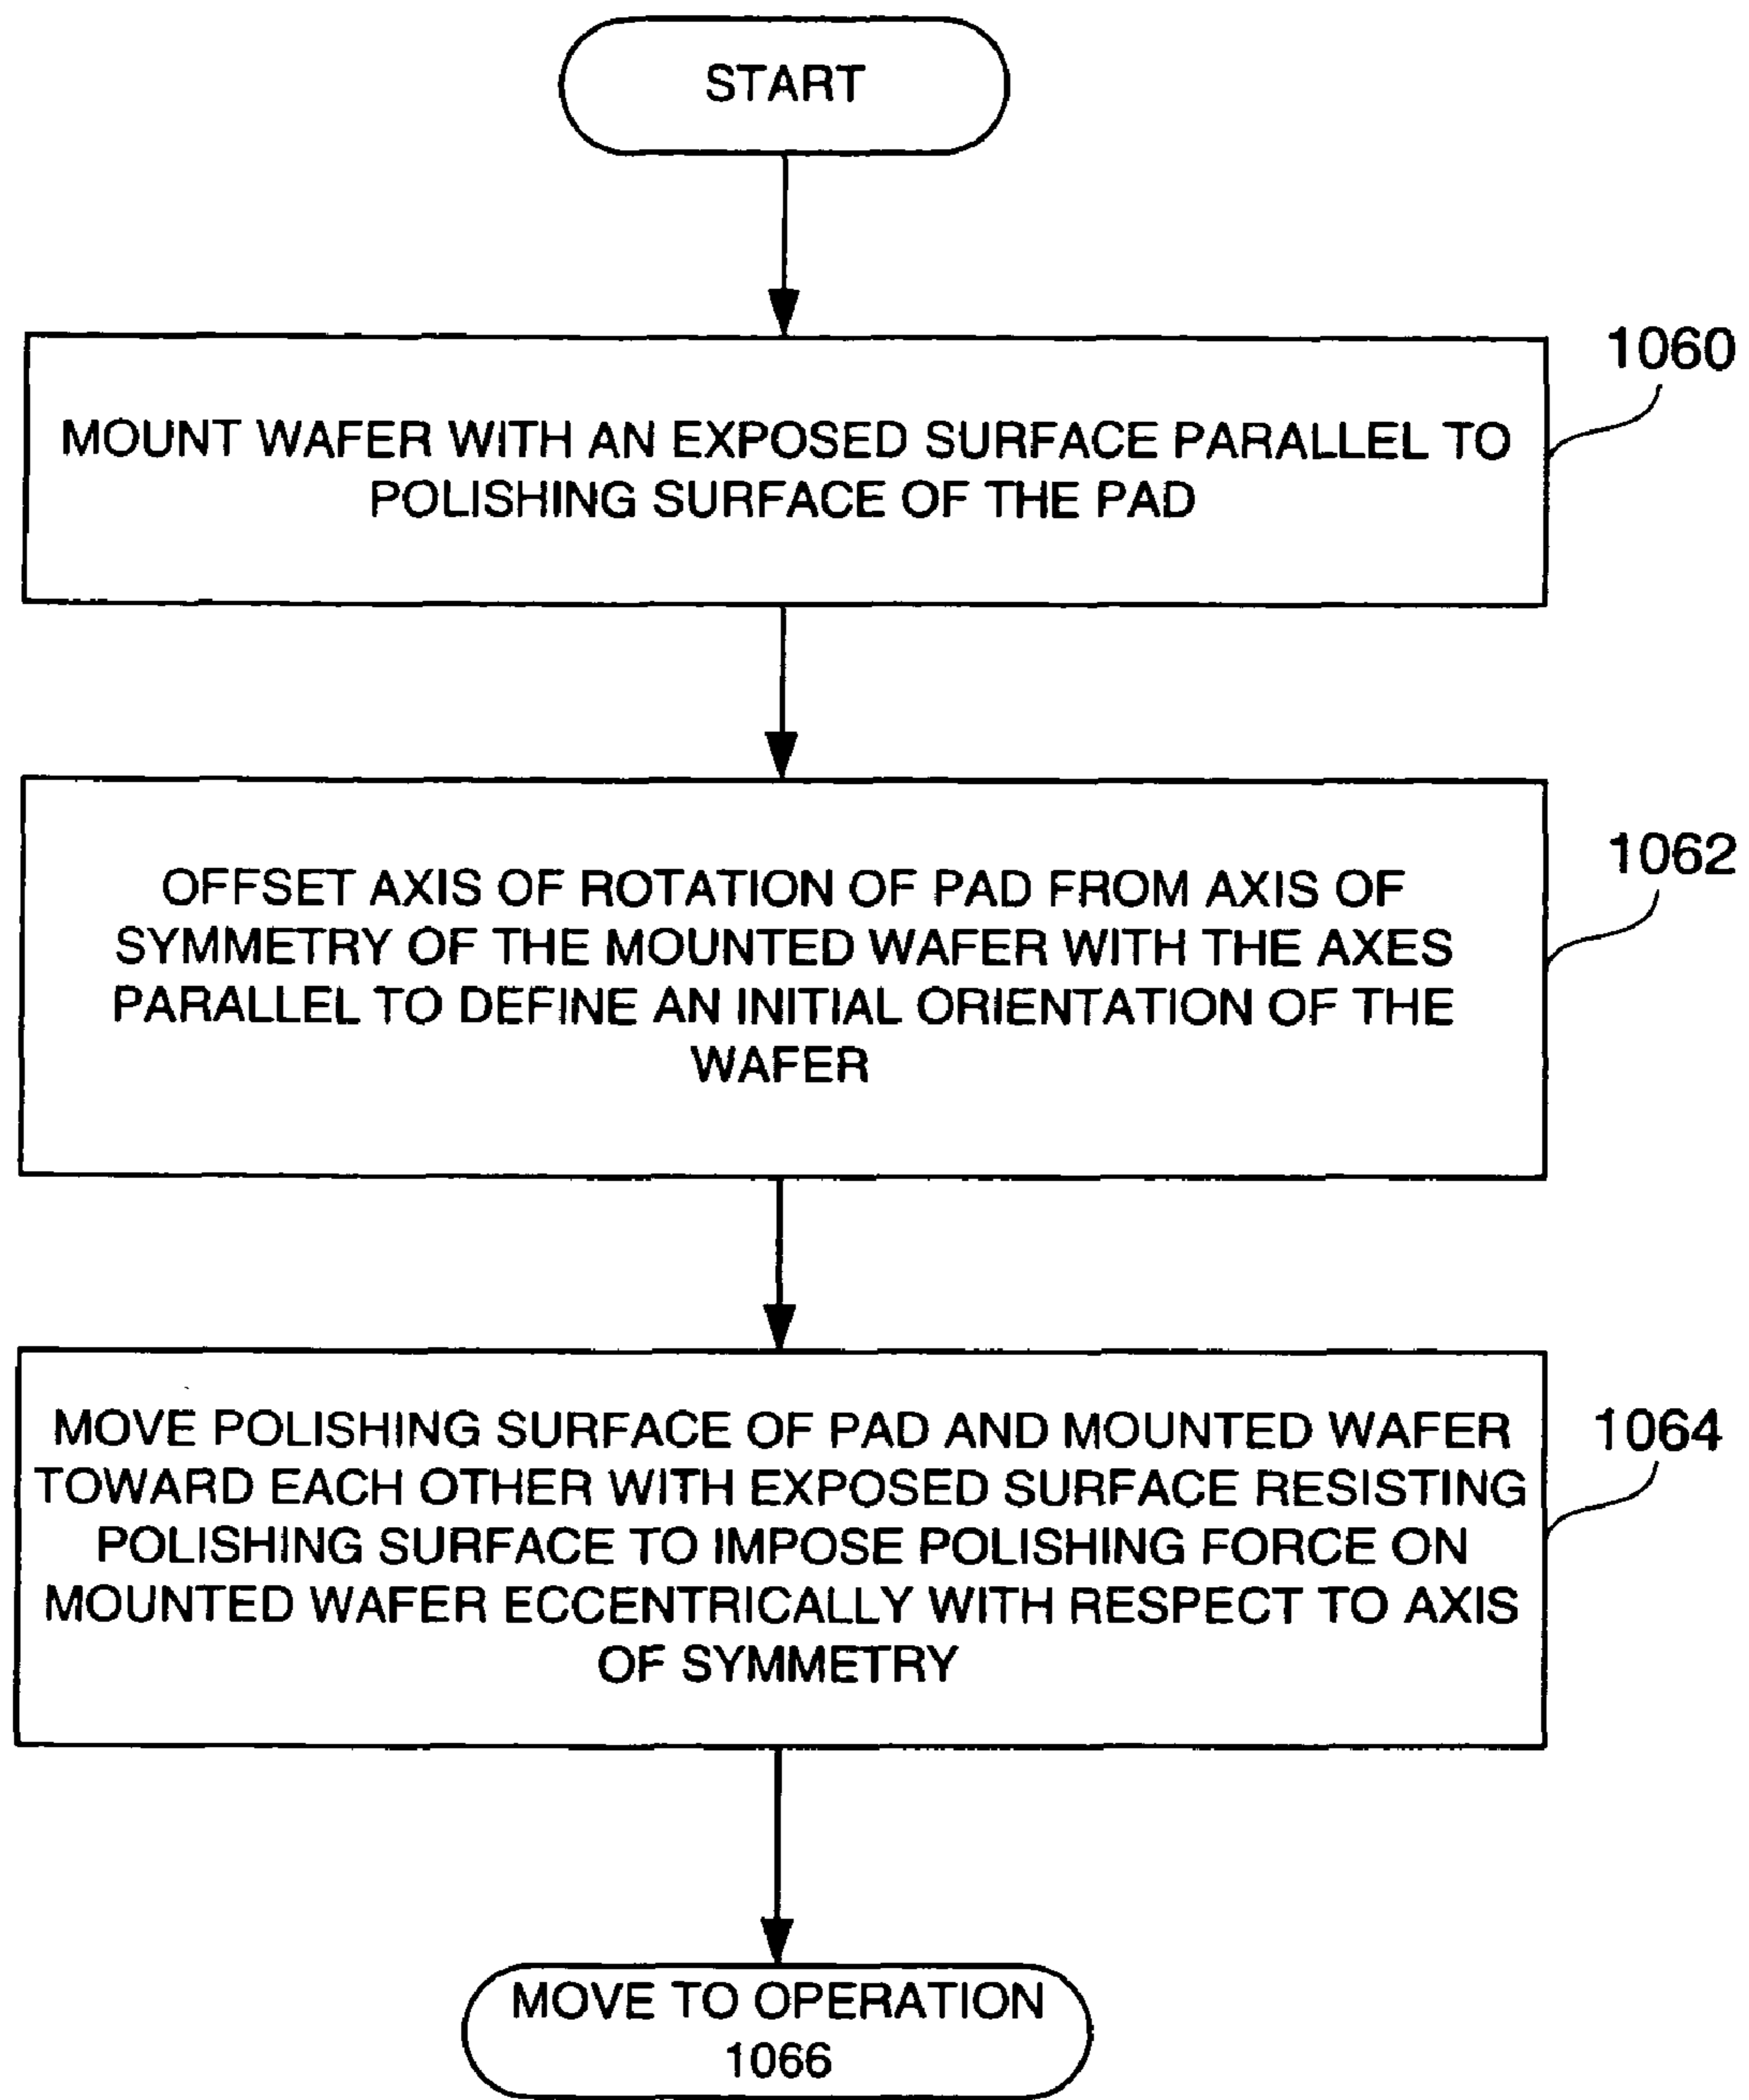 START
1060
MOUNT WAFER WITH AN EXPOSED SURFACE PARALLEL TO
POLISHING SURFACE OF THE PAD
1062
OFFSET AXIS OF ROTATION OF PAD FROM AXIS OF
SYMMETRY OF THE MOUNTED WAFER WITH THE AXES
PARALLEL TO DEFINE AN INITIAL ORIENTATION OF THE
WAFER
1064
MOVE POLISHING SURFACE OF PAD AND MOUNTED WAFER
TOWARD EACH OTHER WITH EXPOSED SURFACE RESISTING
POLISHING SURFACE TO IMPOSE POLISHING FORCE ON
MOUNTED WAFER ECCENTRICALLY WITH RESPECT TO AXIS
OF SYMMETRY
MOVE TO OPERATION
1066